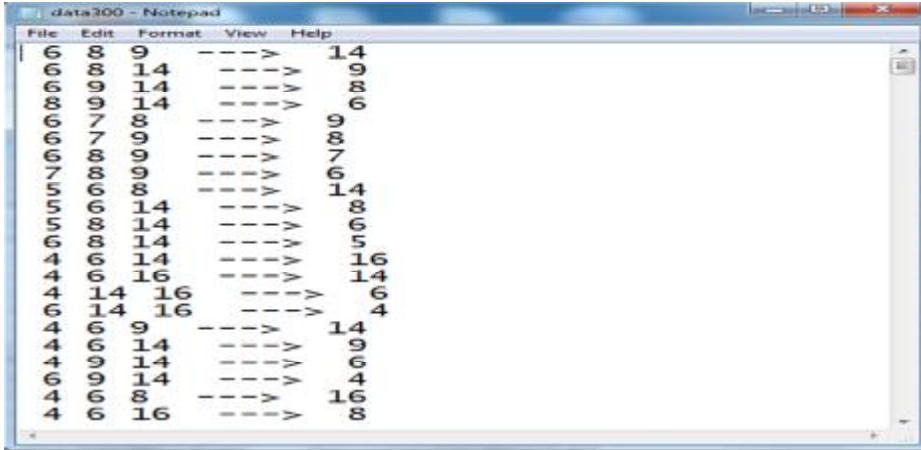 data300 - Notepad
File Edit Format View Help
6 8 9 ---> 14
6 8 14 ---> 9
6 9 14 ---> 8
8 9 14 ---> 6
6 7 8 ---> 9
6 7 9 ---> 8
6 8 9 ---> 7
7 8 9 ---> 6
5 6 8 ---> 14
5 6 14 ---> 8
5 8 14 ---> 6
6 8 14 ---> 5
4 6 14 ---> 16
4 6 16 ---> 14
4 14 16 ---> 6
6 14 16 ---> 4
4 6 9 ---> 14
4 6 14 ---> 9
4 9 14 ---> 6
6 9 14 ---> 4
4 6 8 ---> 16
4 6 16 ---> 8